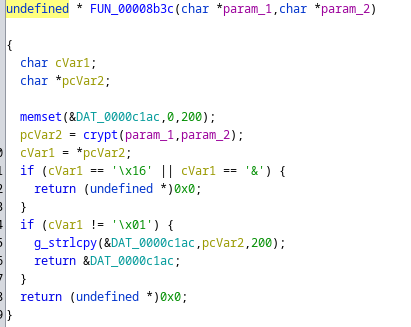 undefined * FUN_00008b3c(char *param_1,char *param_2)
{
char cVar1;
char *pcVar2;
memset(&DAT_0000c1ac,0,200);
pcVar2 = crypt(param_1,param_2);
cVar1 = *pcVar2;
if (cVar1 == '\x16' || cVar1 == '&') {
return (undefined *)0x0;
}
if (cVar1 != '\x01') {
g_strlcpy(&DAT_0000c1ac,pcVar2,200);
return &DAT_0000c1ac;
}
return (undefined *)0x0;
}